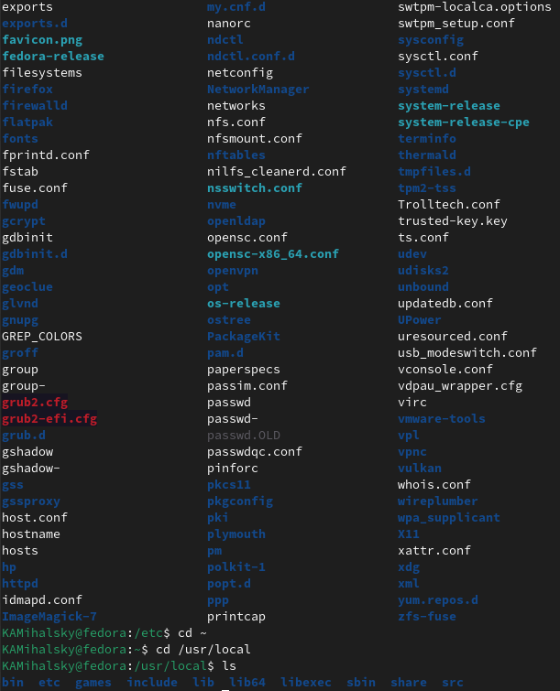 exports my.cnf.d swtpm-localca.options
exports.d nanorc swtpm_setup.conf
favicon.png ndctl sysconfig
fedora-release ndctl.conf.d sysctl.conf
filesystems netconfig sysctl.d
firefox NetworkManager systemd
firewalld networks system-release
flatpak nfs.conf system-release-cpe
fonts nfsmount.conf terminfo
fprintd.conf nftables thermald
fstab nilfs_cleanerd.conf tmpfiles.d
fuse.conf nsswitch.conf tpm2-tss
fwupd nvme Trolltech.conf
gcrypt openldap trusted-key.key
gdbinit opensc.conf ts.conf
gdbinit.d opensc-x86_64.conf udev
gdm openvpn udisks2
geoclue opt unbound
glvnd os-release updatedb.conf
gnupg ostree UPower
GREP_COLORS PackageKit uresourced.conf
groff pam.d usb_modeswitch.conf
group paperspecs vconsole.conf
group- passim.conf vdpau_wrapper.cfg
grub2.cfg passwd virc
grub2-efi.cfg passwd- vmware-tools
grub.d passwd.OLD vpl
gshadow passwdqc.conf vpnc
gshadow- pinforc vulkan
gss pkcs11 whois.conf
gssproxy pkgconfig wireplumber
host.conf pki wpa_supplicant
hostname plymouth X11
hosts pm xattr.conf
hp polkit-1 xdg
httpd popt.d xml
idmapd.conf ppp yum.repos.d
ImageMagick-7 printcap zfs-fuse
KAMihalsky@fedora:/etc$ cd ~
KAMihalsky@fedora:~$ cd /usr/local
KAMihalsky@fedora:/usr/local$ ls
bin etc games include lib lib64 libexec sbin share src